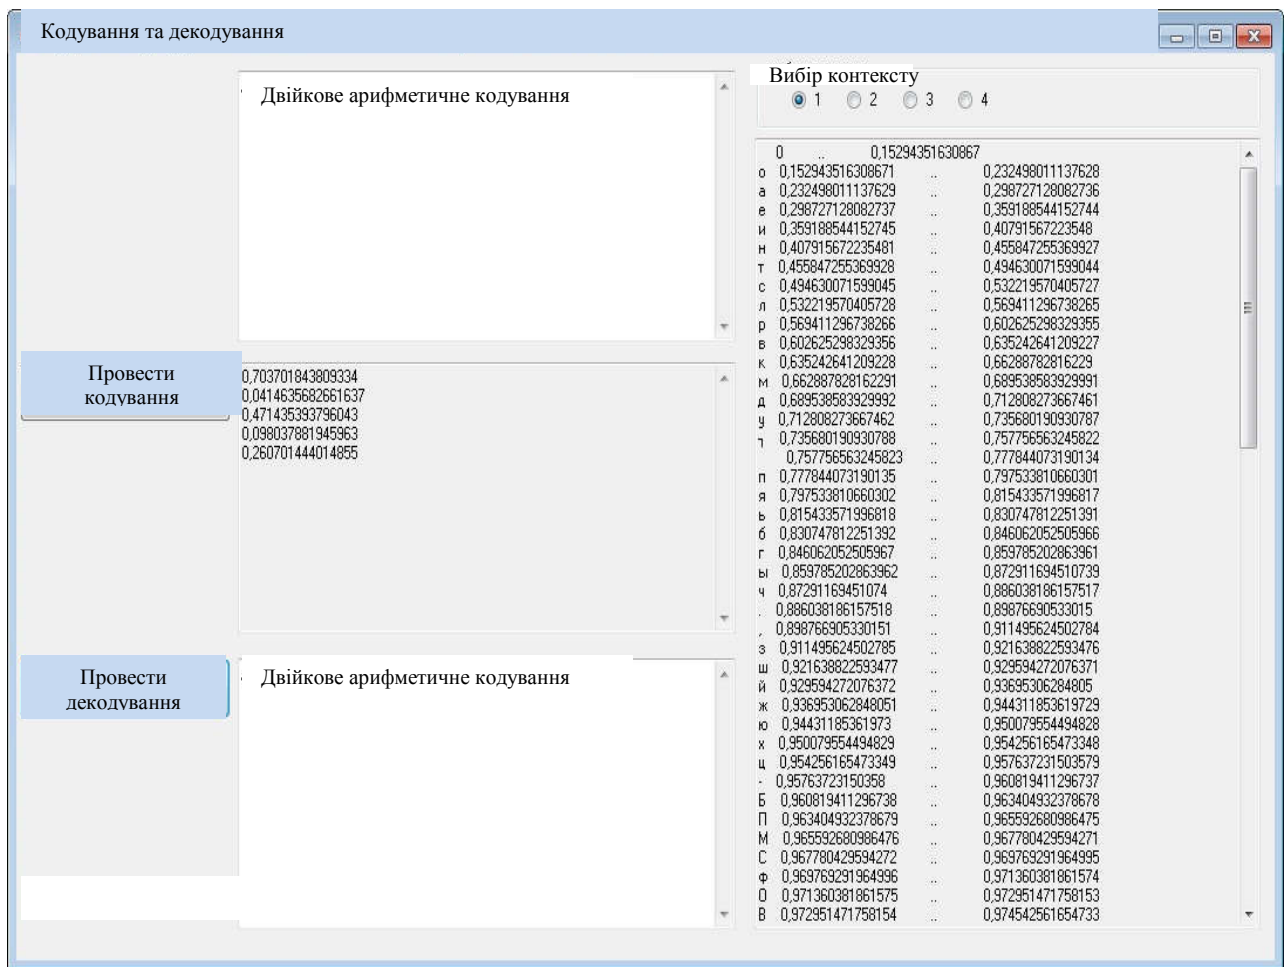 Кодування та декодування
Двійкове арифметичне кодування
Вибір контексту
1 2 3 4
Провести
кодування
0,703701843809334
0,0414635682661637
0,471435393796043
0,098037881945963
0,260701444014855
Провести
декодування
Двійкове арифметичне кодування
0 .. 0,15294351630867
о 0,152943516308671 .. 0,232498011137628
а 0,232498011137629 .. 0,298727128082736
е 0,298727128082737 .. 0,359188544152744
и 0,359188544152745 .. 0,40791567223548
н 0,407915672235481 .. 0,455847255369927
т 0,455847255369928 .. 0,494630071599044
с 0,494630071599045 .. 0,532219570405727
л 0,532219570405728 .. 0,569411296738265
р 0,569411296738266 .. 0,602625298329355
в 0,602625298329356 .. 0,635242641209227
к 0,635242641209228 .. 0,66288782816229
м 0,662887828162291 .. 0,689538583929991
д 0,689538583929992 .. 0,712808273667461
у 0,712808273667462 .. 0,735680190930787
┐ 0,735680190930788 .. 0,757756563245822
0,757756563245823 .. 0,777844073190134
п 0,777844073190135 .. 0,797533810660301
я 0,797533810660302 .. 0,815433571996817
ь 0,815433571996818 .. 0,830747812251391
б 0,830747812251392 .. 0,846062052505966
г 0,846062052505967 .. 0,859785202863961
ы 0,859785202863962 .. 0,872911694510739
ч 0,87291169451074 .. 0,886038186157517
. 0,886038186157518 .. 0,89876690533015
, 0,898766905330151 .. 0,911495624502784
з 0,911495624502785 .. 0,921638822593476
ш 0,921638822593477 .. 0,929594272076371
й 0,929594272076372 .. 0,93695306284805
ж 0,936953062848051 .. 0,944311853619729
ю 0,94431185361973 .. 0,950079554494828
х 0,950079554494829 .. 0,954256165473348
ц 0,954256165473349 .. 0,957637231503579
- 0,95763723150358 .. 0,960819411296737
Б 0,960819411296738 .. 0,963404932378678
П 0,963404932378679 .. 0,965592680986475
М 0,965592680986476 .. 0,967780429594271
С 0,967780429594272 .. 0,969769291964995
ф 0,969769291964996 .. 0,971360381861574
О 0,971360381861575 .. 0,972951471758153
В 0,972951471758154 .. 0,974542561654733